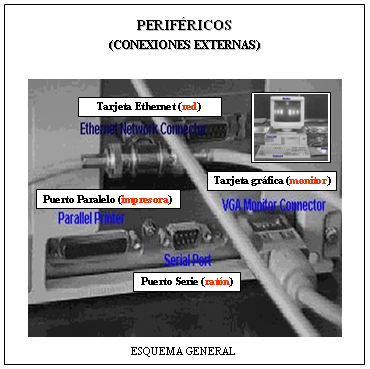 PERIFÉRICOS
(CONEXIONES EXTERNAS)
Tarjeta Ethernet (red)
Ethernet Network Connector
Tarjeta gráfica (monitor)
Puerto Paralelo (impresora)
VGA Monitor Connector
Parallel Printer
Serial Port
Puerto Serie (ratón)
ESQUEMA GENERAL